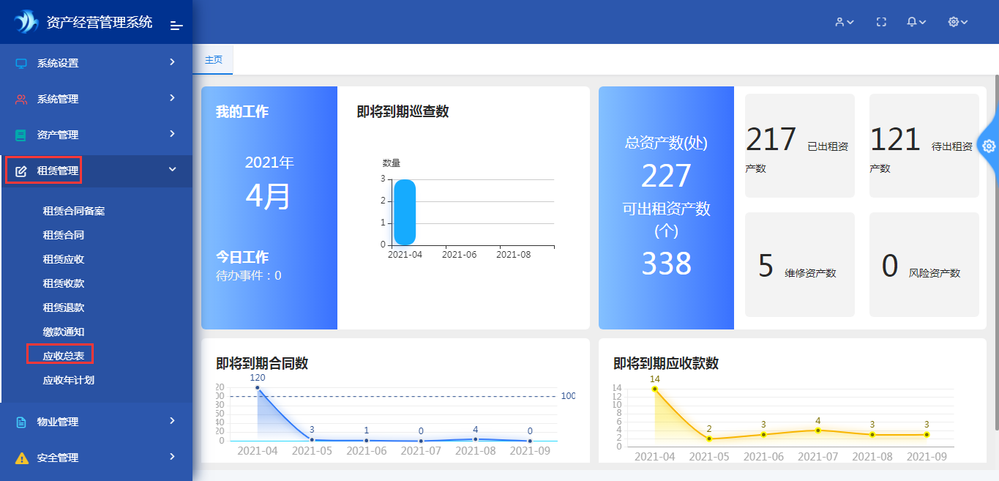 资产经营管理系统
系统设置
系统管理
资产管理
租赁管理
租赁合同备案
租赁合同
租赁应收
租赁收款
租赁退款
缴款通知
应收总表
应收年计划
物业管理
安全管理
主页
我的工作
2021年
4月
今日工作
待办事件：0
即将到期巡查数
数量
3
2
1
0
2021-04 2021-06 2021-08
总资产数(处)
227
可出租资产数
(个)
338
217 已出租资
产数
121 待出租资
产数
5 维修资产数
0 风险资产数
即将到期合同数
120
20
00
100
80
60
40
20
0
3 1 0 4 0
2021-04 2021-05 2021-06 2021-07 2021-08 2021-09
即将到期应收款数
14
14
12
10
8
6
4
2
0
2 3 4 3 3
2021-04 2021-05 2021-06 2021-07 2021-08 2021-09